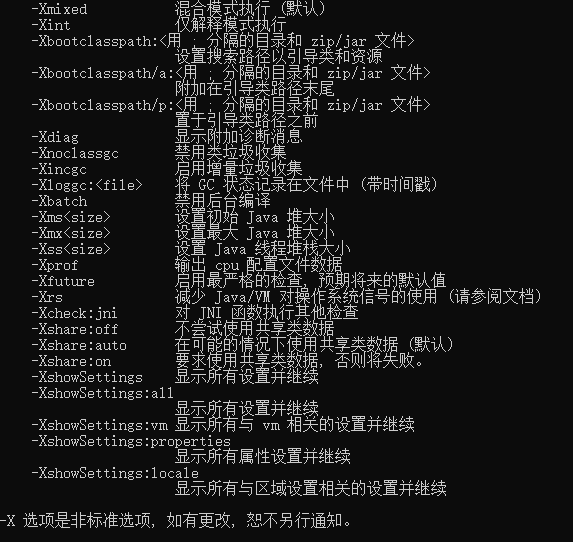 -Xmixed 混合模式执行 (默认)
-Xint 仅解释模式执行
-Xbootclasspath:<用 ; 分隔的目录和 zip/jar 文件>
设置搜索路径以引导类和资源
-Xbootclasspath/a:<用 ; 分隔的目录和 zip/jar 文件>
附加在引导类路径末尾
-Xbootclasspath/p:<用 ; 分隔的目录和 zip/jar 文件>
置于引导类路径之前
-Xdiag 显示附加诊断消息
-Xnoclassgc 禁用类垃圾收集
-Xincgc 启用增量垃圾收集
-Xloggc:<file> 将 GC 状态记录在文件中 (带时间戳)
-Xbatch 禁用后台编译
-Xms<size> 设置初始 Java 堆大小
-Xmx<size> 设置最大 Java 堆大小
-Xss<size> 设置 Java 线程堆栈大小
-Xprof 输出 cpu 配置文件数据
-Xfuture 启用最严格的检查, 预期将来的默认值
-Xrs 减少 Java/VM 对操作系统信号的使用 (请参阅文档)
-Xcheck:jni 对 JNI 函数执行其他检查
-Xshare:off 不尝试使用共享类数据
-Xshare:auto 在可能的情况下使用共享类数据 (默认)
-Xshare:on 要求使用共享类数据, 否则将失败。
-XshowSettings 显示所有设置并继续
-XshowSettings:all
显示所有设置并继续
-XshowSettings:vm 显示所有与 vm 相关的设置并继续
-XshowSettings:properties
显示所有属性设置并继续
-XshowSettings:locale
显示所有与区域设置相关的设置并继续
-X 选项是非标准选项, 如有更改, 恕不另行通知。